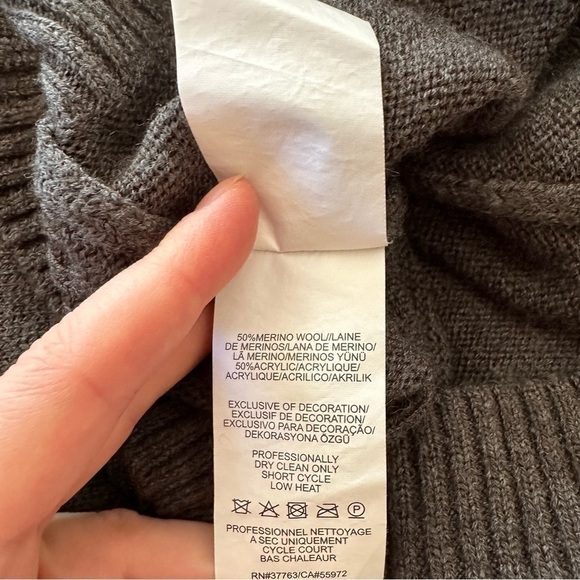 50%MERINO WOOL//LAINE
DE MERINOS/LANA DE MERINO/
LÃ MERINO/MERINOS YÜNÜ
50%ACRYLIC/ACRYLIQUE/
ACRYLIQUE/ACRILICO/AKRILIK
EXCLUSIVE OF DECORATION/
EXCLUSIF DE DECORATION/
EXCLUSIVO PARA DECORAÇÃO/
DEKORASYONA ÖZGÜ
PROFESSIONALLY
DRY CLEAN ONLY
SHORT CYCLE
LOW HEAT
P
PROFESSIONNEL NETTOYAGE
A SEC UNIQUEMENT
CYCLE COURT
BAS CHALEUR
RN#37763/CA#55972